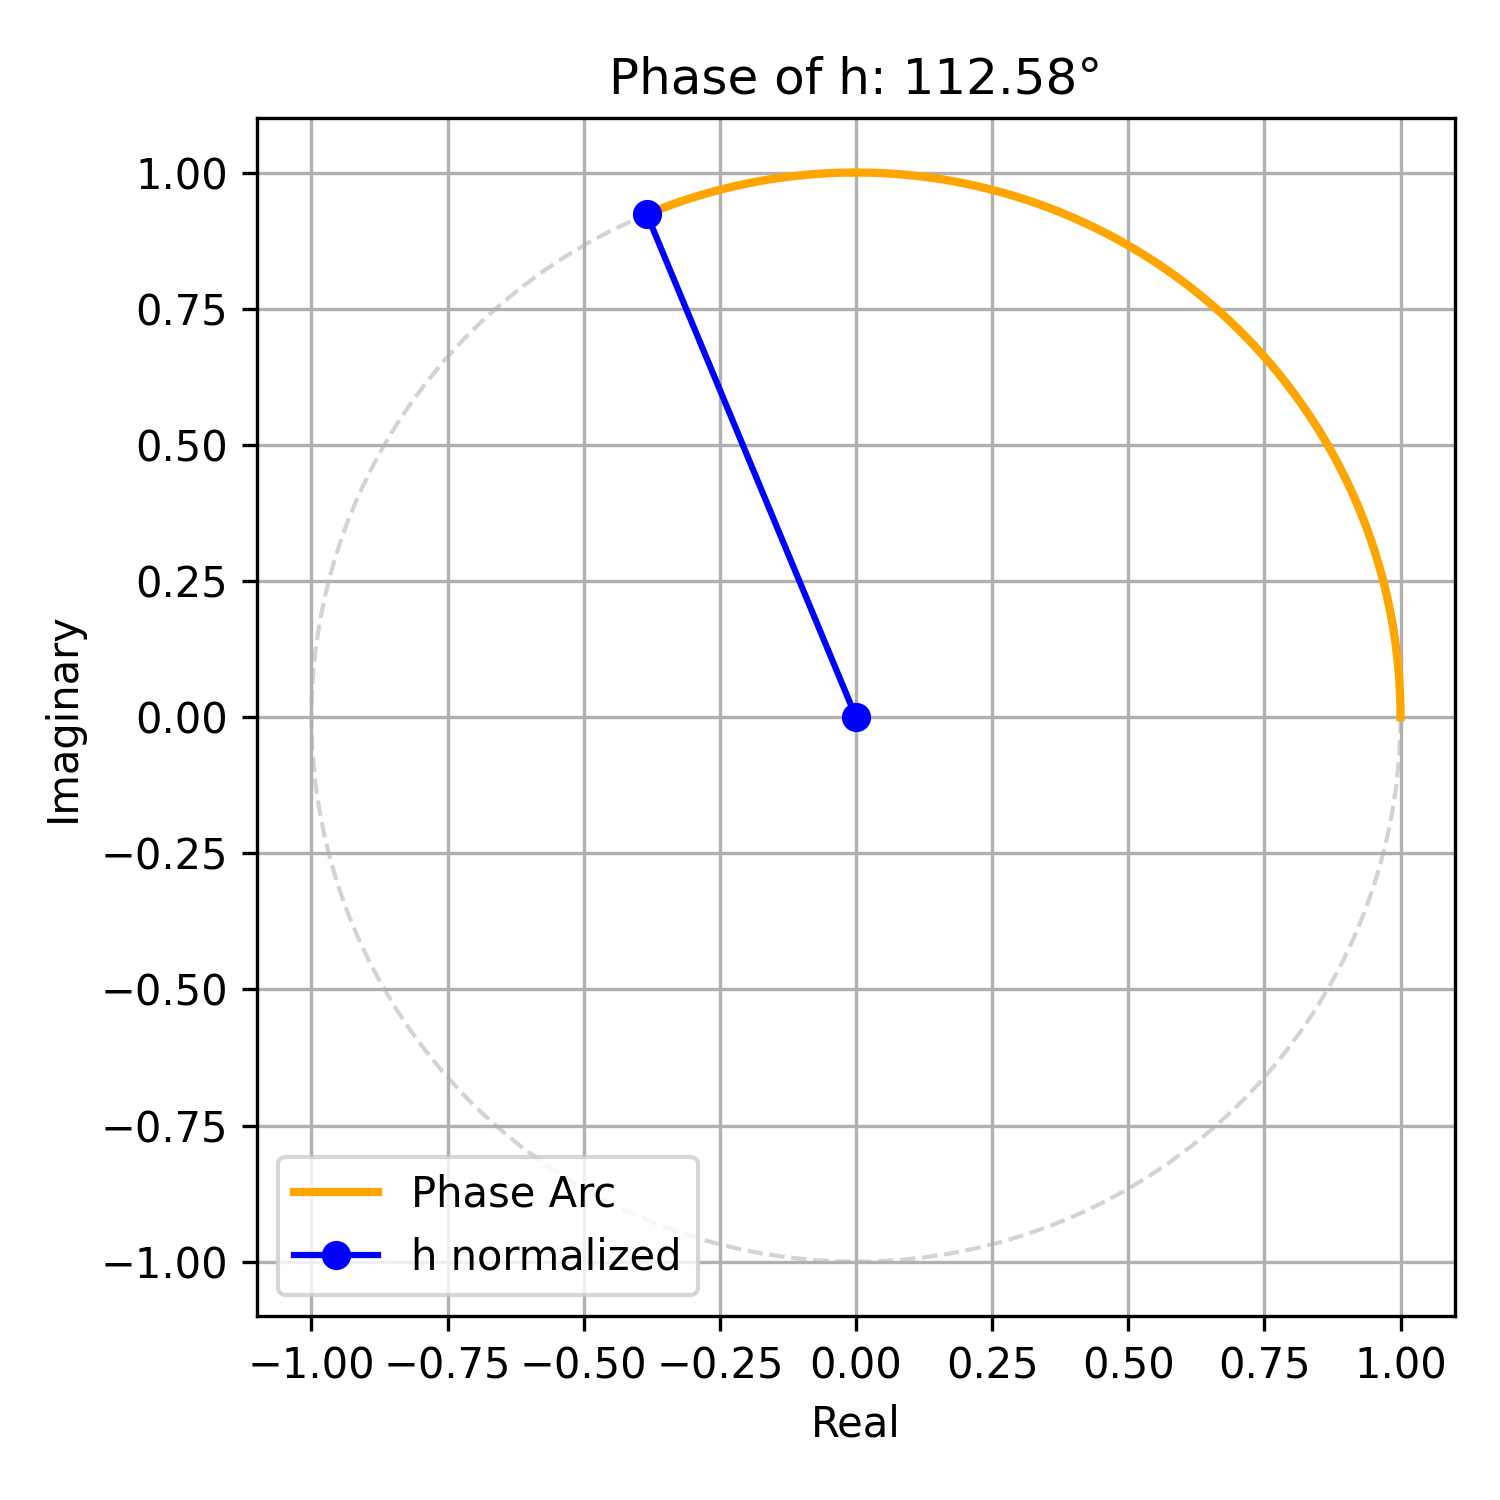 Phase of h: 112.58°
1.00
0.75
0.50
0.25
0.00
−0.25
−0.50
−0.75
−1.00
Imaginary
Phase Arc
h normalized
−1.00 −0.75 −0.50 −0.25 0.00 0.25 0.50 0.75 1.00
Real